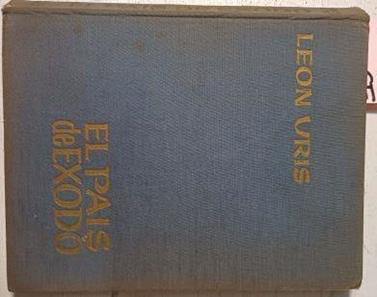 LEON URIS
EL PAIS
de EXODO